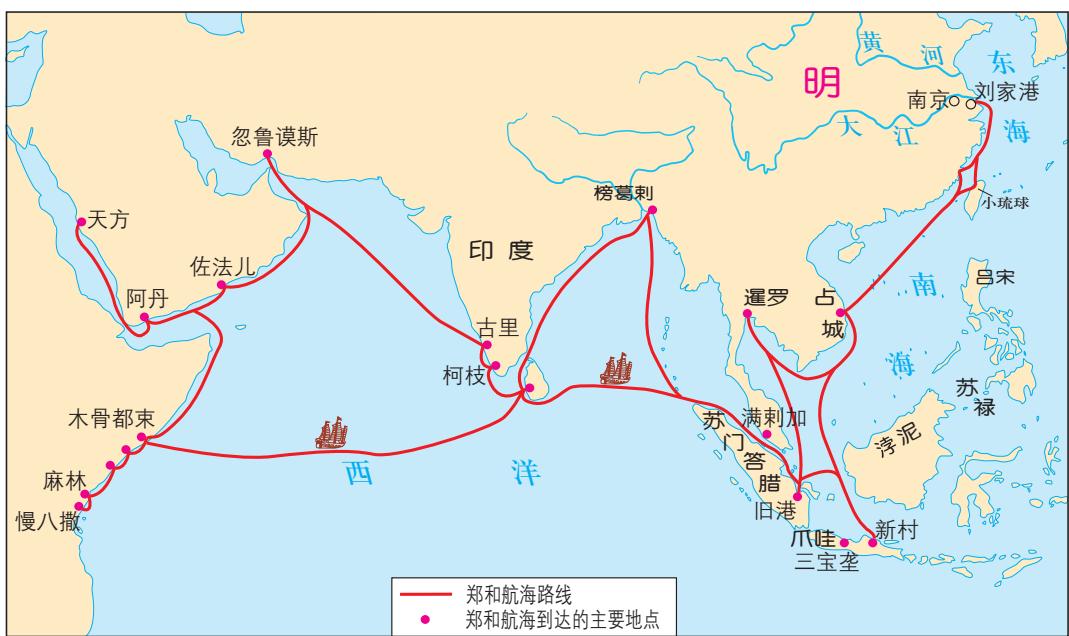 黄河
东海
明
南京
刘家港
大江
忽鲁谟斯
小琉球
榜葛剌
天方
印度
佐法儿
南海
吕宋
阿丹
暹罗
占城
古里
柯枝
苏禄
木骨都束
苏门答腊
满剌加
浡泥
西洋
麻林
慢八撒
旧港
爪哇
三宝垄
新村
郑和航海路线
郑和航海到达的主要地点